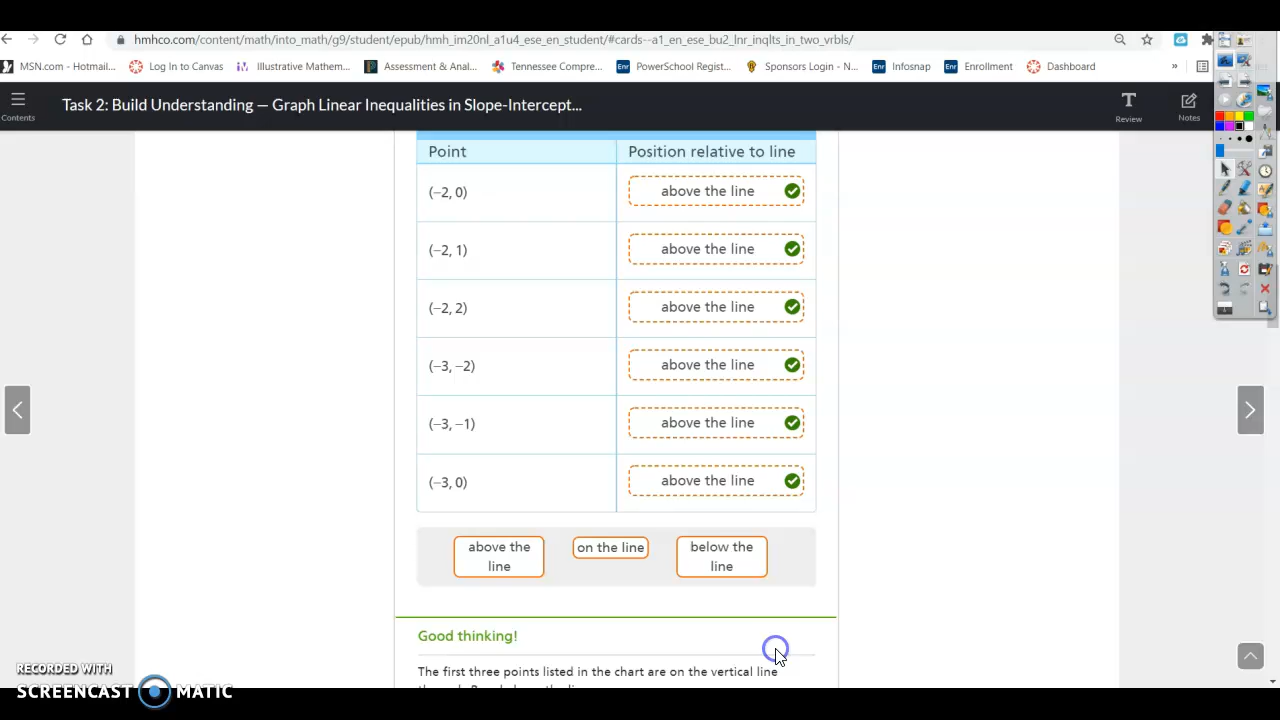 hmhco.com/content/math/into_math/g9/student/epub/hmh_im20nl_a1u4_ese_en_student/#cards--a1_en_ese_bu2_lnr_inqlts_in_two_vrbls/
MSN.com - Hotmail... Log In to Canvas Illustrative Mathem... Assessment & Anal... Tennessee Compre... Enr PowerSchool Regist... Sponsors Login - N... Enr Infosnap Enr Enrollment Dashboard »
Contents
Task 2: Build Understanding — Graph Linear Inequalities in Slope-Intercept...
T Review
Notes
Point Position relative to line
(−2, 0) above the line
(−2, 1) above the line
(−2, 2) above the line
(−3, −2) above the line
(−3, −1) above the line
(−3, 0) above the line
above the
line
on the line
below the
line
Good thinking!
The first three points listed in the chart are on the vertical line
RECORDED WITH
SCREENCAST MATIC